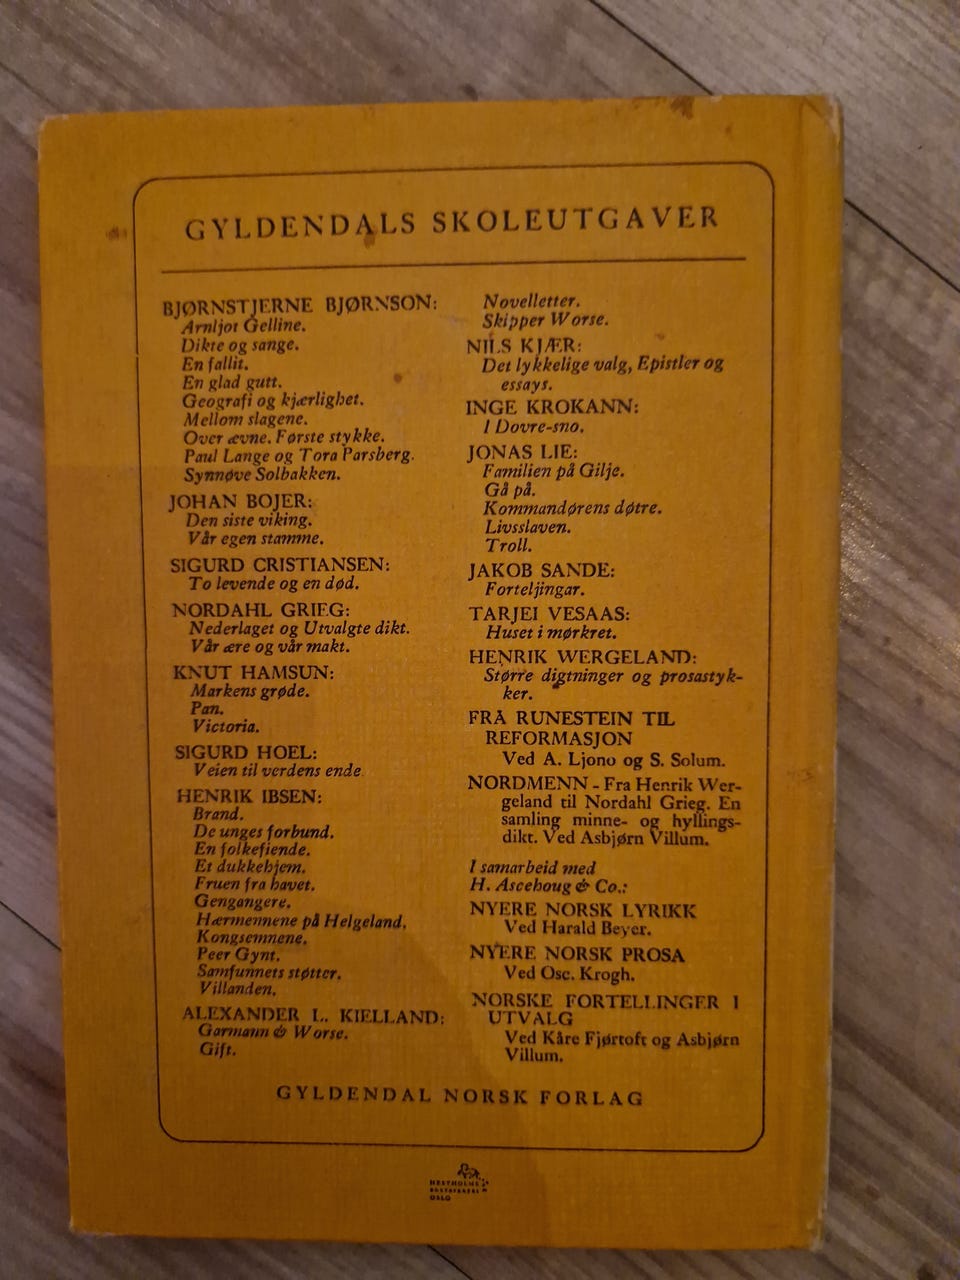 GYLDENDALS SKOLEUTGAVER
BJØRNSTJERNE BJØRNSON:
Arnljot Gelline.
Dikte og sange.
En fallit.
En glad gutt.
Geografi og kjærlighet.
Mellom slagene.
Over ævne. Første stykke.
Paul Lange og Tora Parsberg.
Synnøve Solbakken.
JOHAN BOJER:
Den siste viking.
Vår egen stamme.
SIGURD CRISTIANSEN:
To levende og en død.
NORDAHL GRIEG:
Nederlaget og Utvalgte dikt.
Vår ære og vår makt.
KNUT HAMSUN:
Markens grøde.
Pan.
Victoria.
SIGURD HOEL:
Veien til verdens ende
HENRIK IBSEN:
Brand.
De unges forbund.
En folkefiende.
Et dukkehjem.
Fruen fra havet.
Gengangere.
Hærmennene på Helgeland.
Kongsemnene.
Peer Gynt.
Samfunnets støtter.
Villanden.
ALEXANDER L. KIELLAND:
Garmann & Worse.
Gift.
Novelletter.
Skipper Worse.
NILS KJÆR:
Det lykkelige valg, Epistler og
essays.
INGE KROKANN:
I Dovre-sno.
JONAS LIE:
Familien på Gilje.
Gå på.
Kommandørens døtre.
Livsslaven.
Troll.
JAKOB SANDE:
Forteljingar.
TARJEI VESAAS:
Huset i mørkret.
HENRIK WERGELAND:
Større digtninger og prosastyk-
ker.
FRA RUNESTEIN TIL
REFORMASJON
Ved A. Ljono og S. Solum.
NORDMENN - Fra Henrik Wer-
geland til Nordahl Grieg. En
samling minne- og hyllings-
dikt. Ved Asbjørn Villum.
I samarbeid med
H. Aschoug & Co.:
NYERE NORSK LYRIKK
Ved Harald Beyer.
NYERE NORSK PROSA
Ved Osc. Krogh.
NORSKE FORTELLINGER I
UTVALG
Ved Kåre Fjørtoft og Asbjørn
Villum.
GYLDENDAL NORSK FORLAG
OSLO